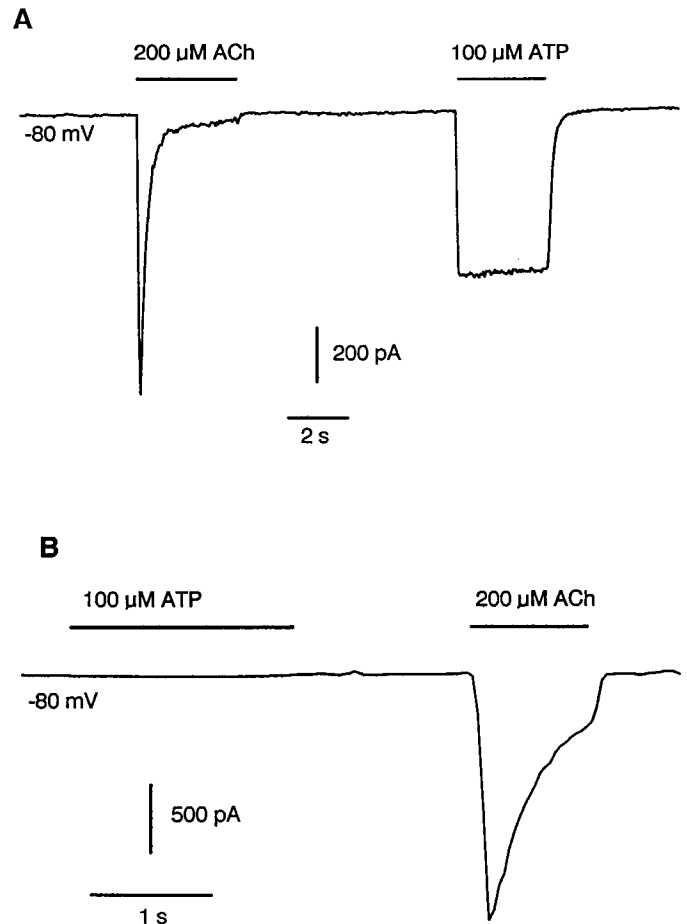 A
200 µM ACh
100 µM ATP
-80 mV
200 pA
2 s
B
100 µM ATP
200 µM ACh
-80 mV
500 pA
1 s